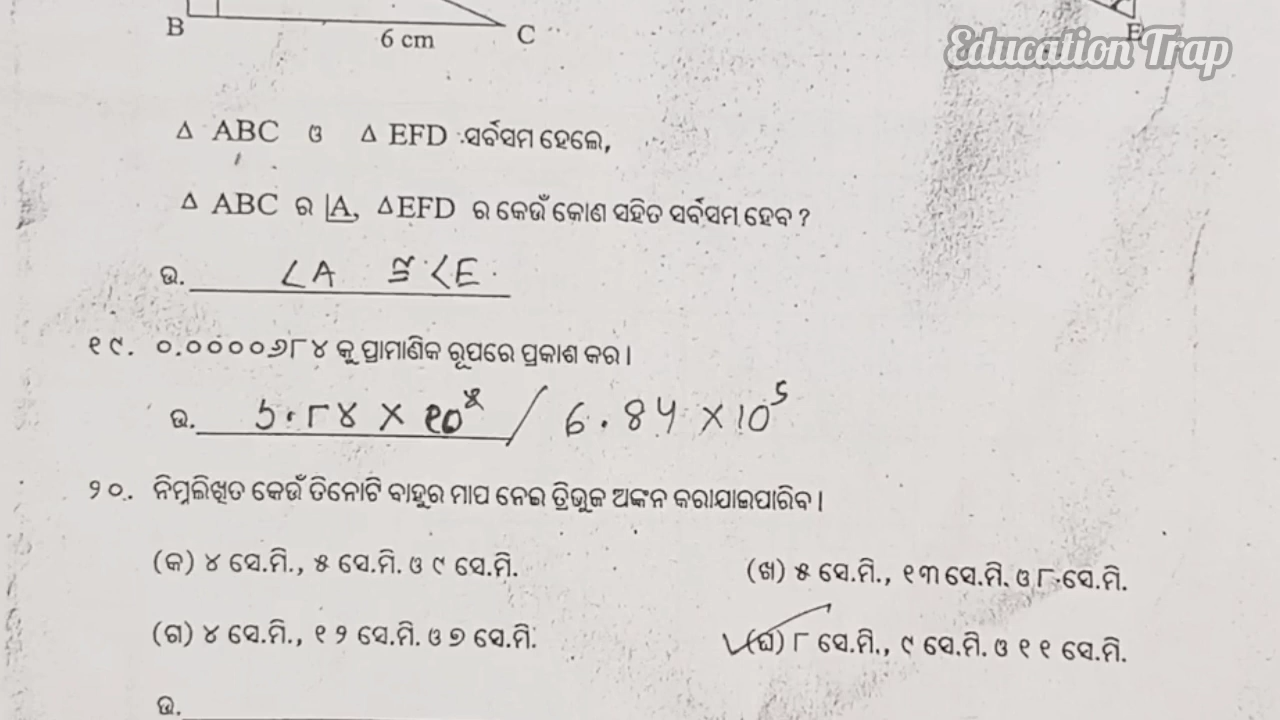 B
6 cm
C
E
Education Trap
Δ ABC ଓ Δ EFD ସର୍ବସମ ହେଲେ,
Δ ABC ର ∠A, ΔEFD ର କେଉଁ କୋଣ ସହିତ ସର୍ବସମ ହେବ ?
ଉ. ∠A ≅ ∠E
୧୯. ୦.୦୦୦୦୬୮୪ କୁ ପ୍ରାମାଣିକ ରୂପରେ ପ୍ରକାଶ କର।
ଉ. ୬.୮୪ × ୧୦ / 6.84 × 10⁵
୨୦. ନିମ୍ନଲିଖିତ କେଉଁ ତିନୋଟି ବାହୁର ମାପ ନେଇ ତ୍ରିଭୁଜ ଅଙ୍କନ କରାଯାଇପାରିବ।
(କ) ୪ ସେ.ମି., ୫ ସେ.ମି. ଓ ୯ ସେ.ମି.
(ଖ) ୫ ସେ.ମି., ୧୩ ସେ.ମି. ଓ ୮ ସେ.ମି.
(ଗ) ୪ ସେ.ମି., ୧୨ ସେ.ମି. ଓ ୭ ସେ.ମି.
(ଘ) ୮ ସେ.ମି., ୯ ସେ.ମି. ଓ ୧୧ ସେ.ମି.
ଉ.